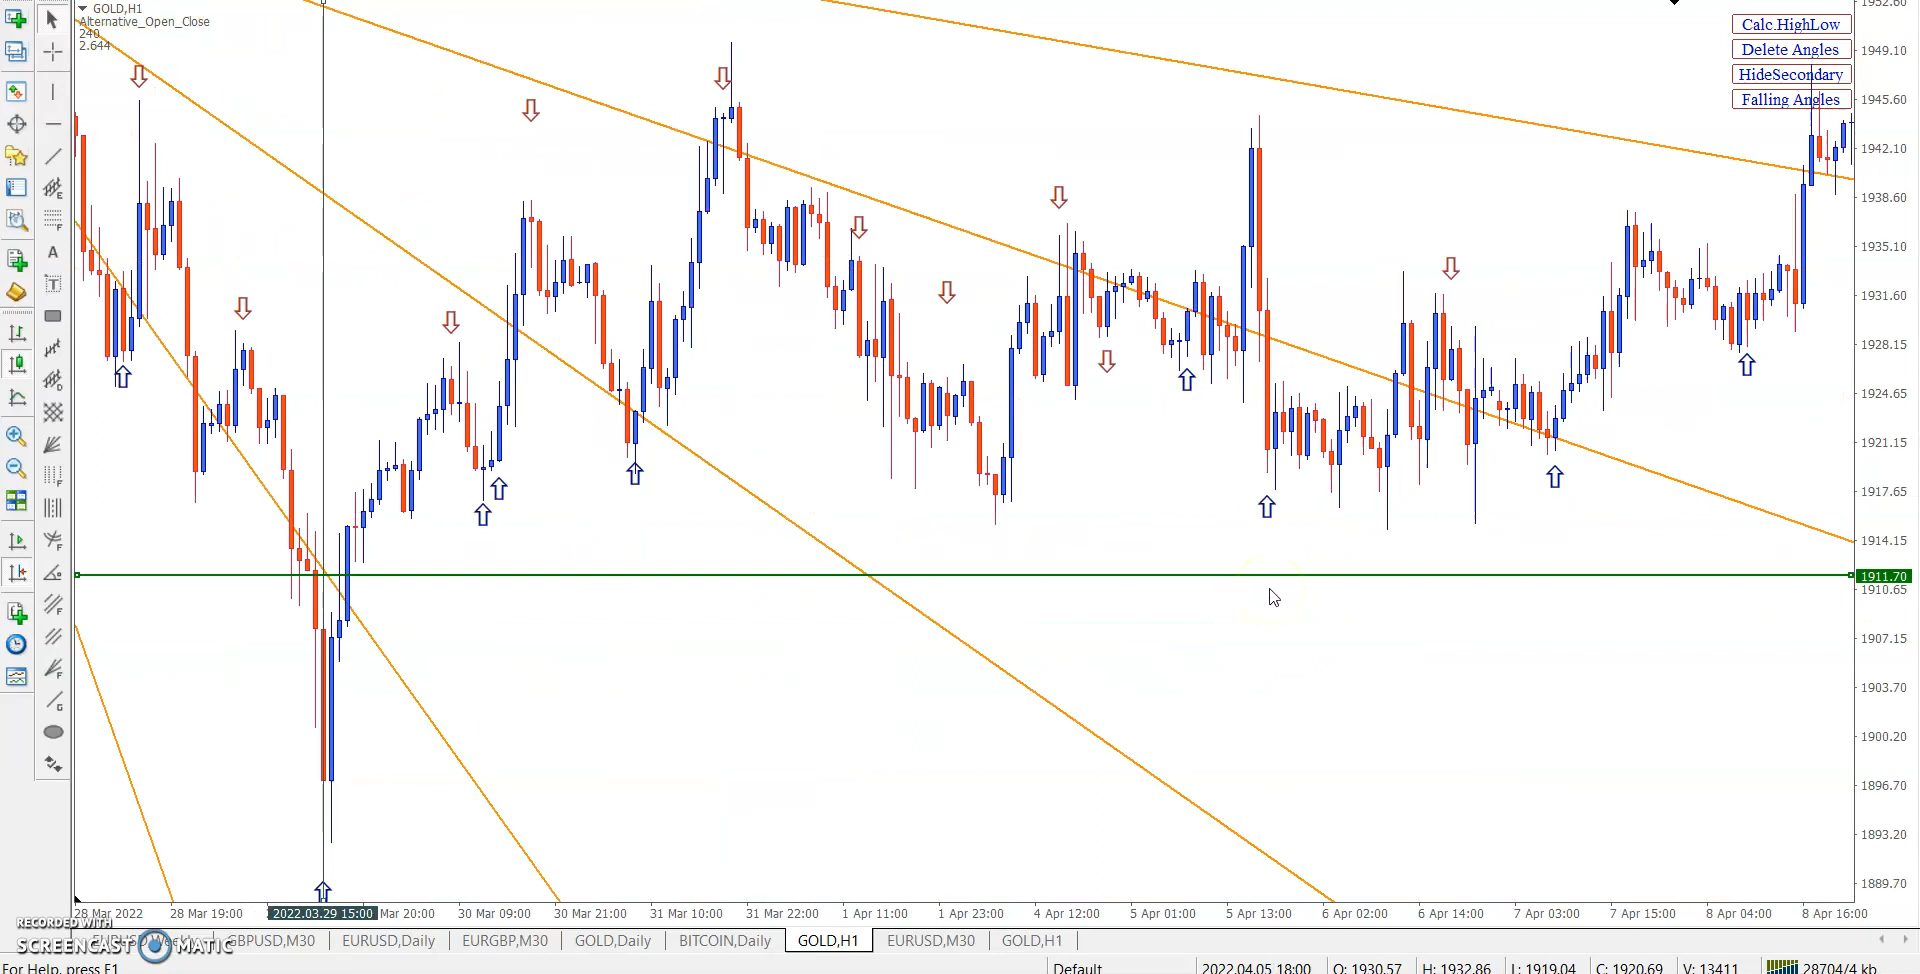 GOLD,H1
Alternative_Open_Close
240
2.644
Calc.HighLow
Delete Angles
HideSecondary
Falling Angles
1952.60
1949.10
1945.60
1942.10
1938.60
1935.10
1931.60
1928.15
1924.65
1921.15
1917.65
1914.15
1911.70
1910.65
1907.15
1903.70
1900.20
1896.70
1893.20
1889.70
28 Mar 2022
28 Mar 19:00
2022.03.29 15:00
Mar 20:00
30 Mar 09:00
30 Mar 21:00
31 Mar 10:00
31 Mar 22:00
1 Apr 11:00
1 Apr 23:00
4 Apr 12:00
5 Apr 01:00
5 Apr 13:00
6 Apr 02:00
6 Apr 14:00
7 Apr 03:00
7 Apr 15:00
8 Apr 04:00
8 Apr 16:00
RECORDED WITH
SCREENCAST MATIC
GBPUSD,M30
EURUSD,Daily
EURGBP,M30
GOLD,Daily
BITCOIN,Daily
GOLD,H1
EURUSD,M30
GOLD,H1
For Help, press F1
Default
2022.04.05 18:00
O: 1930.57
H: 1932.86
L: 1919.04
C: 1920.69
V: 13411
28704/4 kb